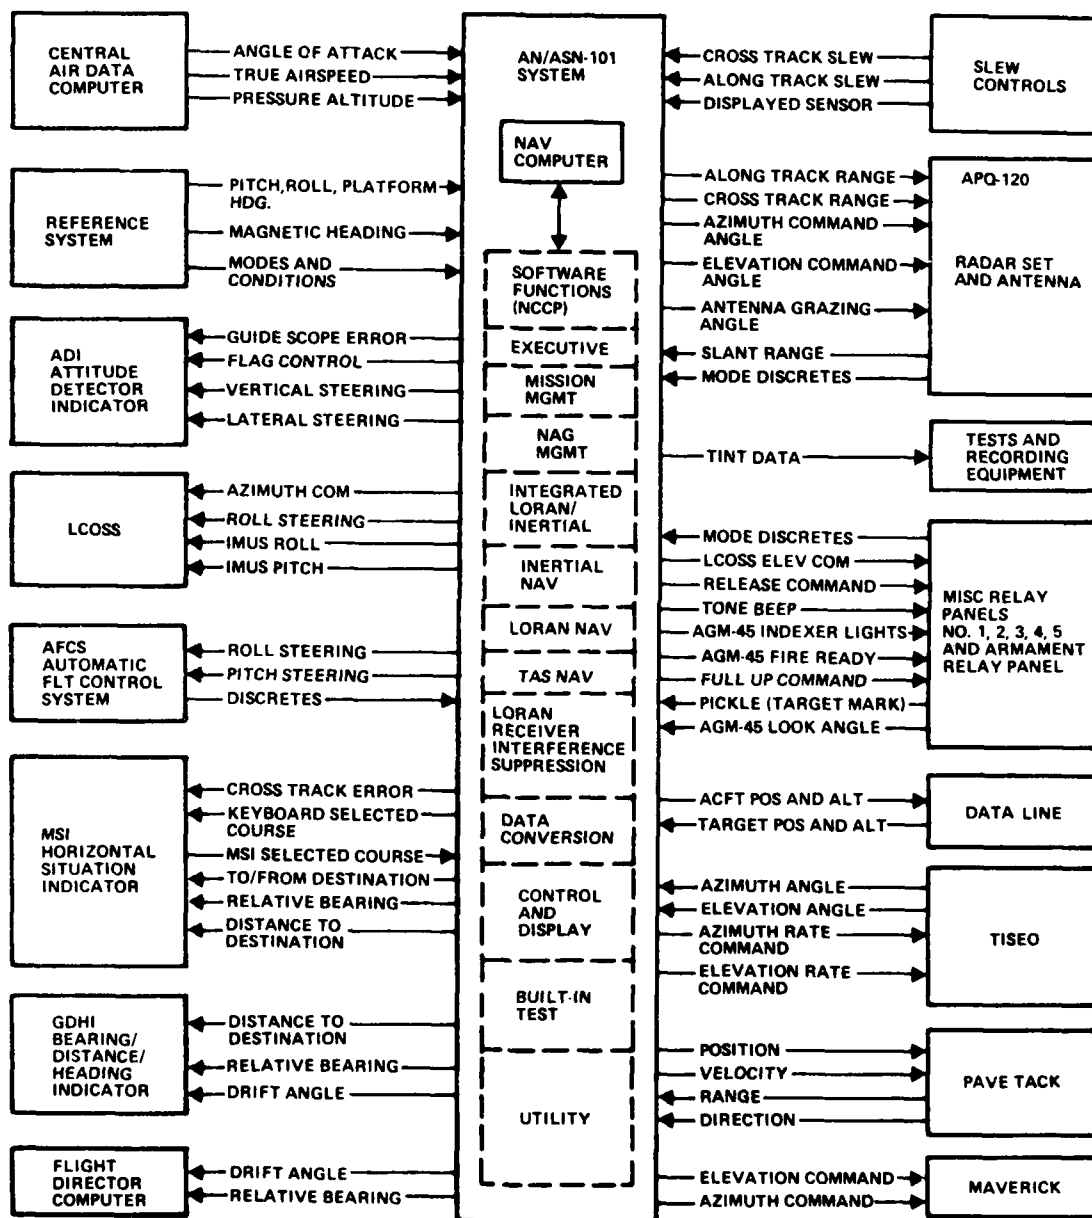 CENTRAL
AIR DATA
COMPUTER
ANGLE OF ATTACK
TRUE AIRSPEED
PRESSURE ALTITUDE
REFERENCE
SYSTEM
PITCH, ROLL, PLATFORM
HDG.
MAGNETIC HEADING
MODES AND
CONDITIONS
ADI
ATTITUDE
DETECTOR
INDICATOR
GUIDE SCOPE ERROR
FLAG CONTROL
VERTICAL STEERING
LATERAL STEERING
LCOSS
AZIMUTH COM
ROLL STEERING
IMUS ROLL
IMUS PITCH
AFCS
AUTOMATIC
FLT CONTROL
SYSTEM
ROLL STEERING
PITCH STEERING
DISCRETES
MSI
HORIZONTAL
SITUATION
INDICATOR
CROSS TRACK ERROR
KEYBOARD SELECTED
COURSE
MSI SELECTED COURSE
TO/FROM DESTINATION
RELATIVE BEARING
DISTANCE TO
DESTINATION
GDHI
BEARING/
DISTANCE/
HEADING
INDICATOR
DISTANCE TO
DESTINATION
RELATIVE BEARING
DRIFT ANGLE
FLIGHT
DIRECTOR
COMPUTER
DRIFT ANGLE
RELATIVE BEARING
AN/ASN-101
SYSTEM
NAV
COMPUTER
SOFTWARE
FUNCTIONS
(NCCP)
EXECUTIVE
MISSION
MGMT
NAG
MGMT
INTEGRATED
LORAN/
INERTIAL
INERTIAL
NAV
LORAN NAV
TAS NAV
LORAN
RECEIVER
INTERFERENCE
SUPPRESSION
DATA
CONVERSION
CONTROL
AND
DISPLAY
BUILT-IN
TEST
UTILITY
CROSS TRACK SLEW
ALONG TRACK SLEW
DISPLAYED SENSOR
SLEW
CONTROLS
ALONG TRACK RANGE
CROSS TRACK RANGE
AZIMUTH COMMAND
ANGLE
ELEVATION COMMAND
ANGLE
ANTENNA GRAZING
ANGLE
SLANT RANGE
MODE DISCRETES
APQ-120
RADAR SET
AND ANTENNA
TINT DATA
TESTS AND
RECORDING
EQUIPMENT
MODE DISCRETES
LCOSS ELEV COM
RELEASE COMMAND
TONE BEEP
AGM-45 INDEXER LIGHTS
AGM-45 FIRE READY
FULL UP COMMAND
PICKLE (TARGET MARK)
AGM-45 LOOK ANGLE
MISC RELAY
PANELS
NO. 1, 2, 3, 4, 5
AND ARMAMENT
RELAY PANEL
ACFT POS AND ALT
TARGET POS AND ALT
DATA LINE
AZIMUTH ANGLE
ELEVATION ANGLE
AZIMUTH RATE
COMMAND
ELEVATION RATE
COMMAND
TISEO
POSITION
VELOCITY
RANGE
DIRECTION
PAVE TACK
ELEVATION COMMAND
AZIMUTH COMMAND
MAVERICK